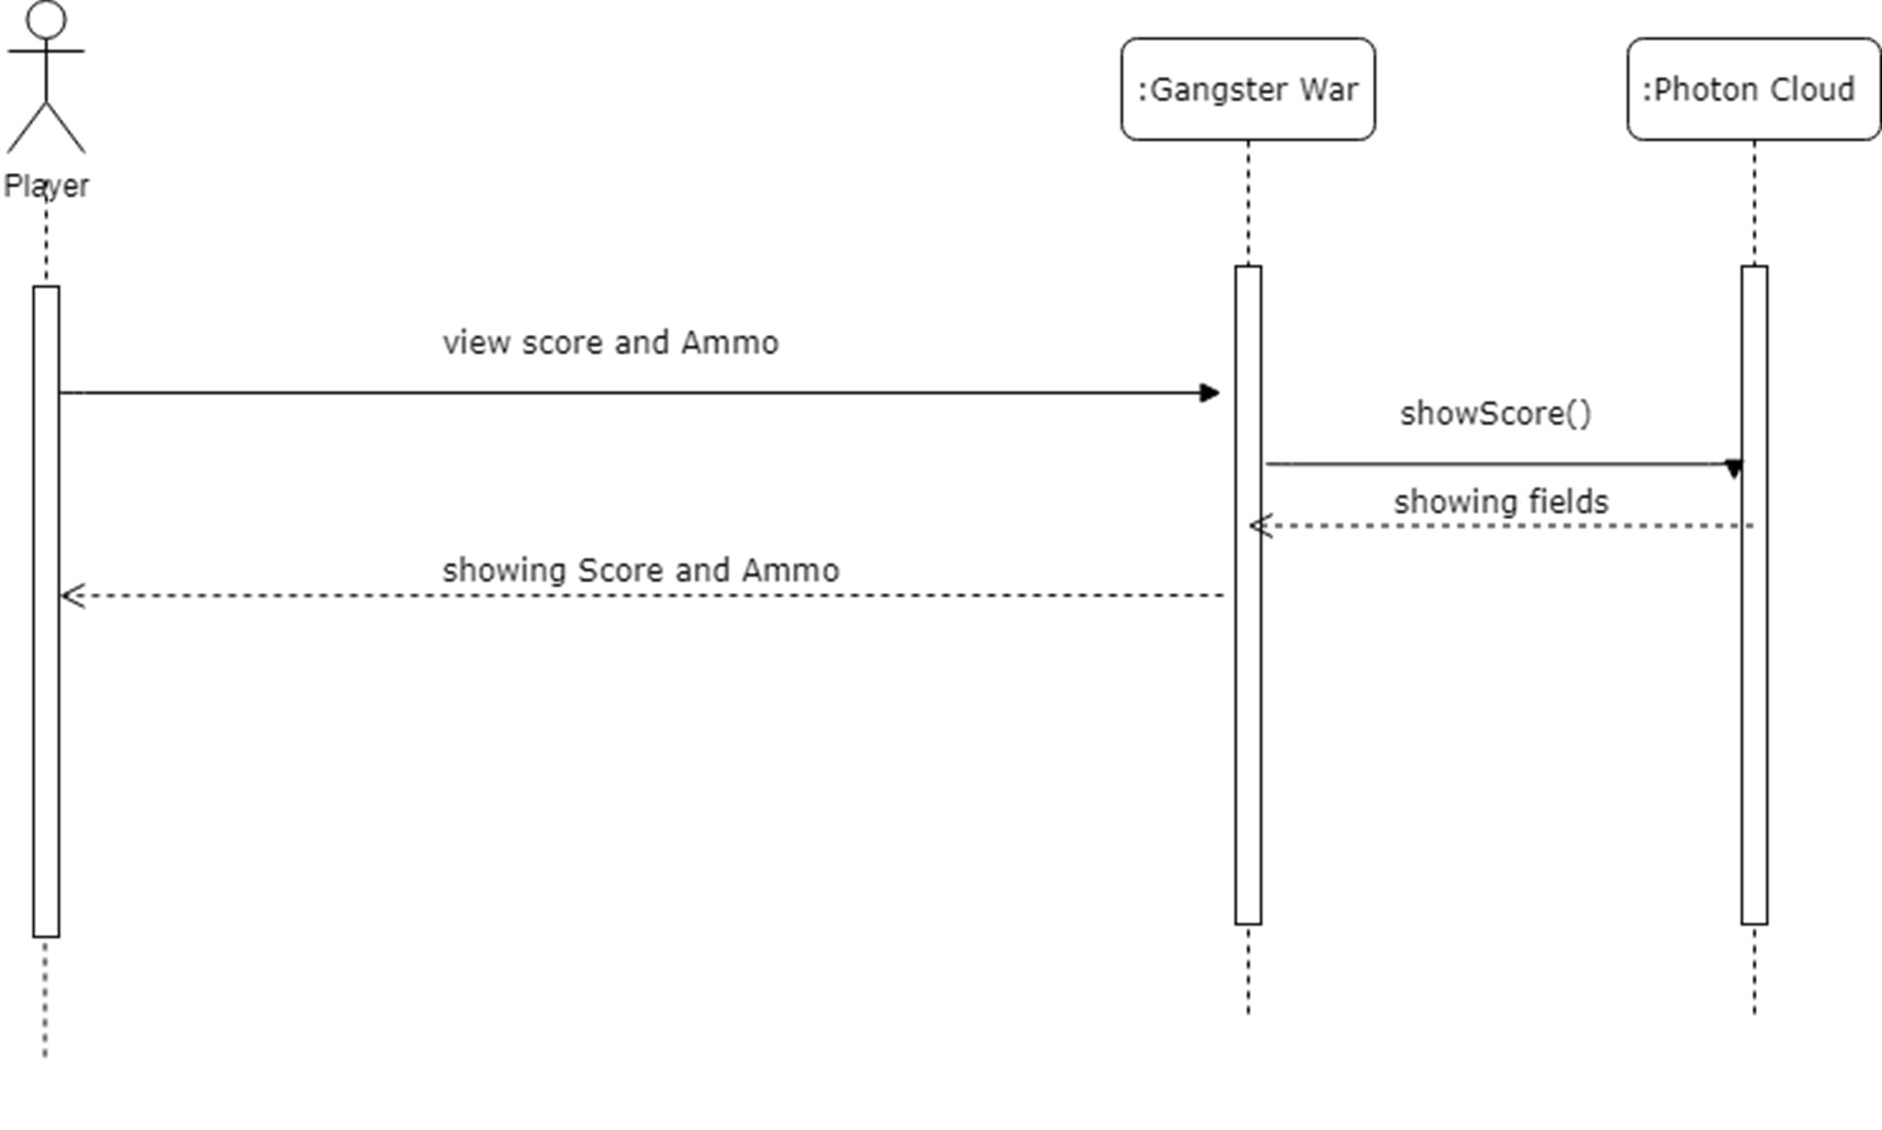 :Gangster War
:Photon Cloud
Player
view score and Ammo
showScore()
showing fields
showing Score and Ammo